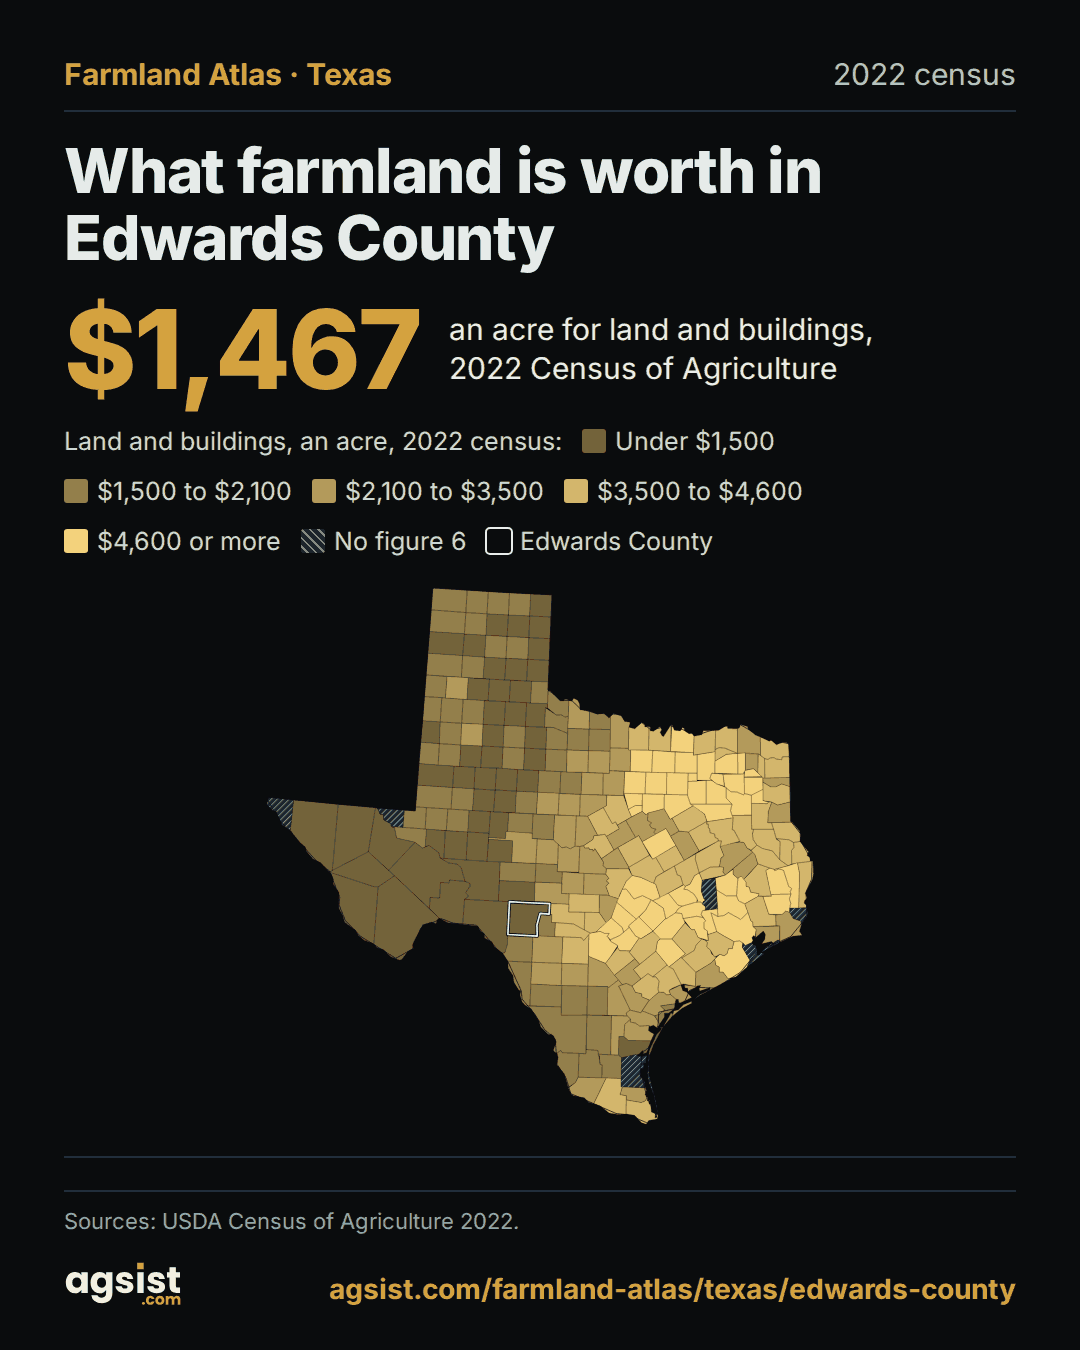 Farmland Atlas · Texas
2022 census
What farmland is worth in
Edwards County
$1,467
an acre for land and buildings,
2022 Census of Agriculture
Land and buildings, an acre, 2022 census: Under $1,500
$1,500 to $2,100 $2,100 to $3,500 $3,500 to $4,600
$4,600 or more No figure 6 Edwards County
Sources: USDA Census of Agriculture 2022.
agsist
.com
agsist.com/farmland-atlas/texas/edwards-county